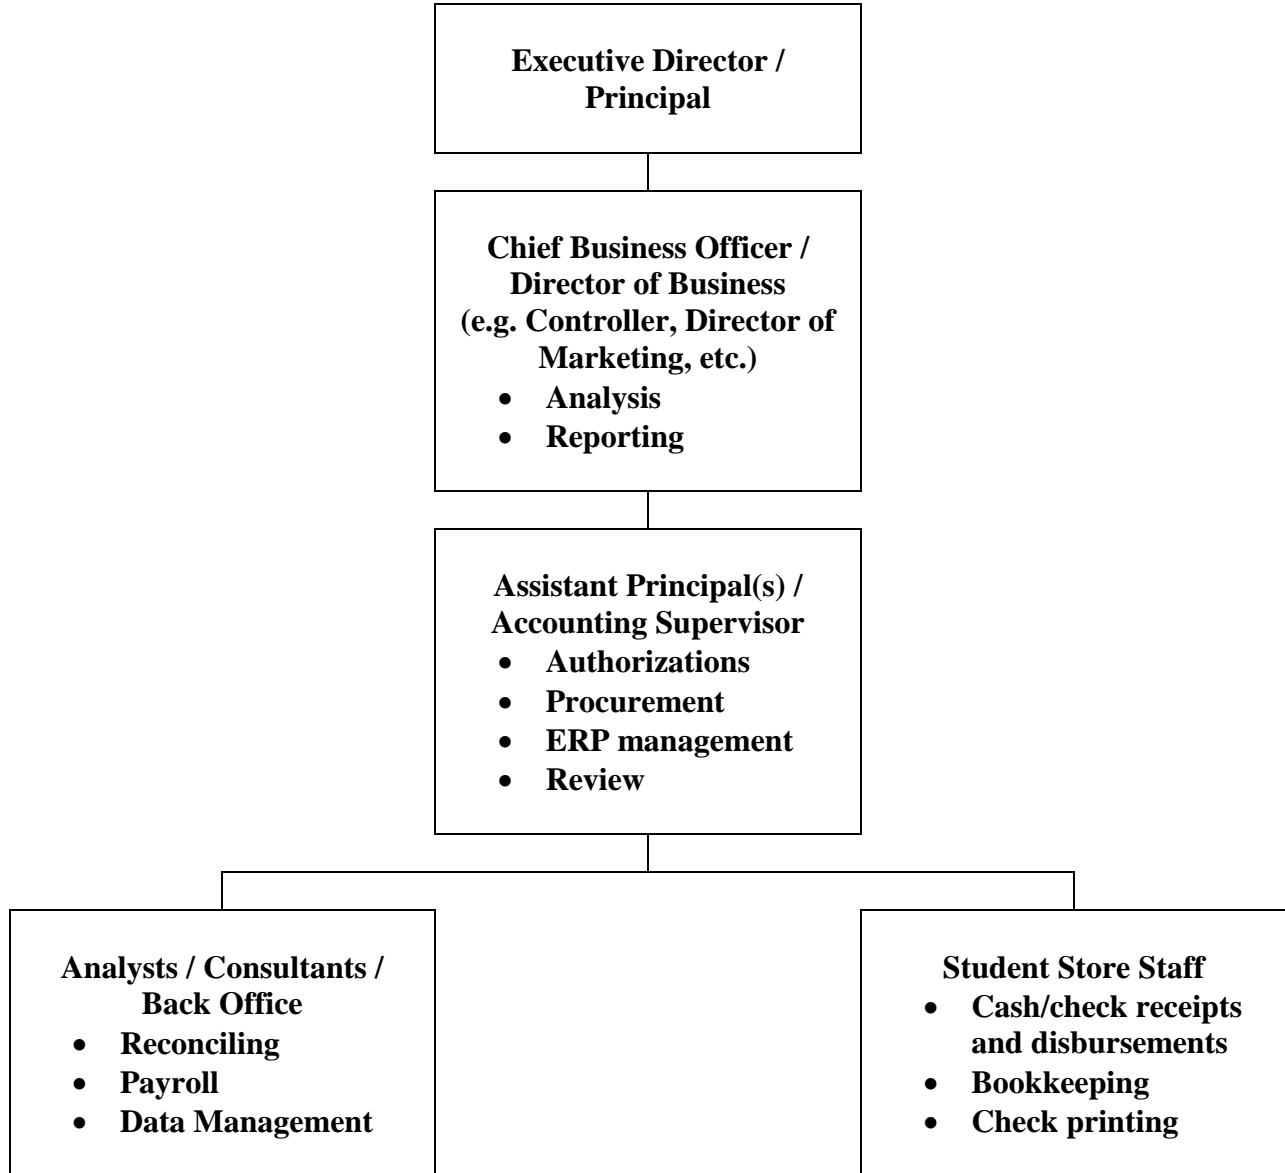 Executive Director /
Principal
Chief Business Officer /
Director of Business
(e.g. Controller, Director of
Marketing, etc.)
• Analysis
• Reporting
Assistant Principal(s) /
Accounting Supervisor
• Authorizations
• Procurement
• ERP management
• Review
Analysts / Consultants /
Back Office
• Reconciling
• Payroll
• Data Management
Student Store Staff
• Cash/check receipts
and disbursements
• Bookkeeping
• Check printing